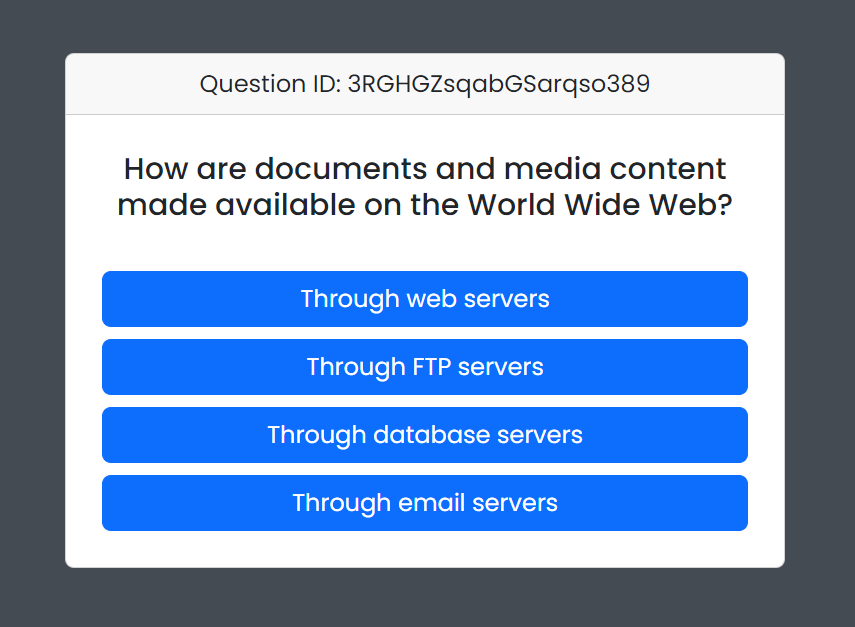 Question ID: 3RGHGZsqabGSarqso389
How are documents and media content
made available on the World Wide Web?
Through web servers
Through FTP servers
Through database servers
Through email servers